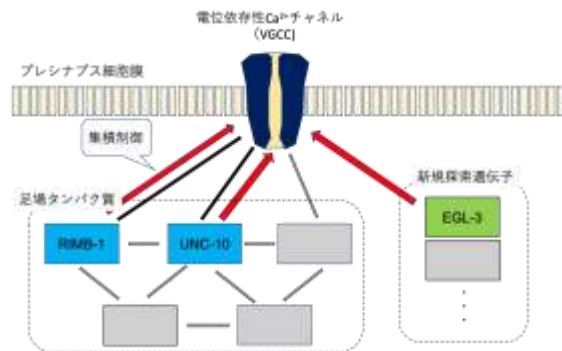 電位依存性Ca²⁺チャネル
（VGCC）
プレシナプス細胞膜
集積制御
足場タンパク質
新規探索遺伝子
RIMB-1
UNC-10
EGL-3